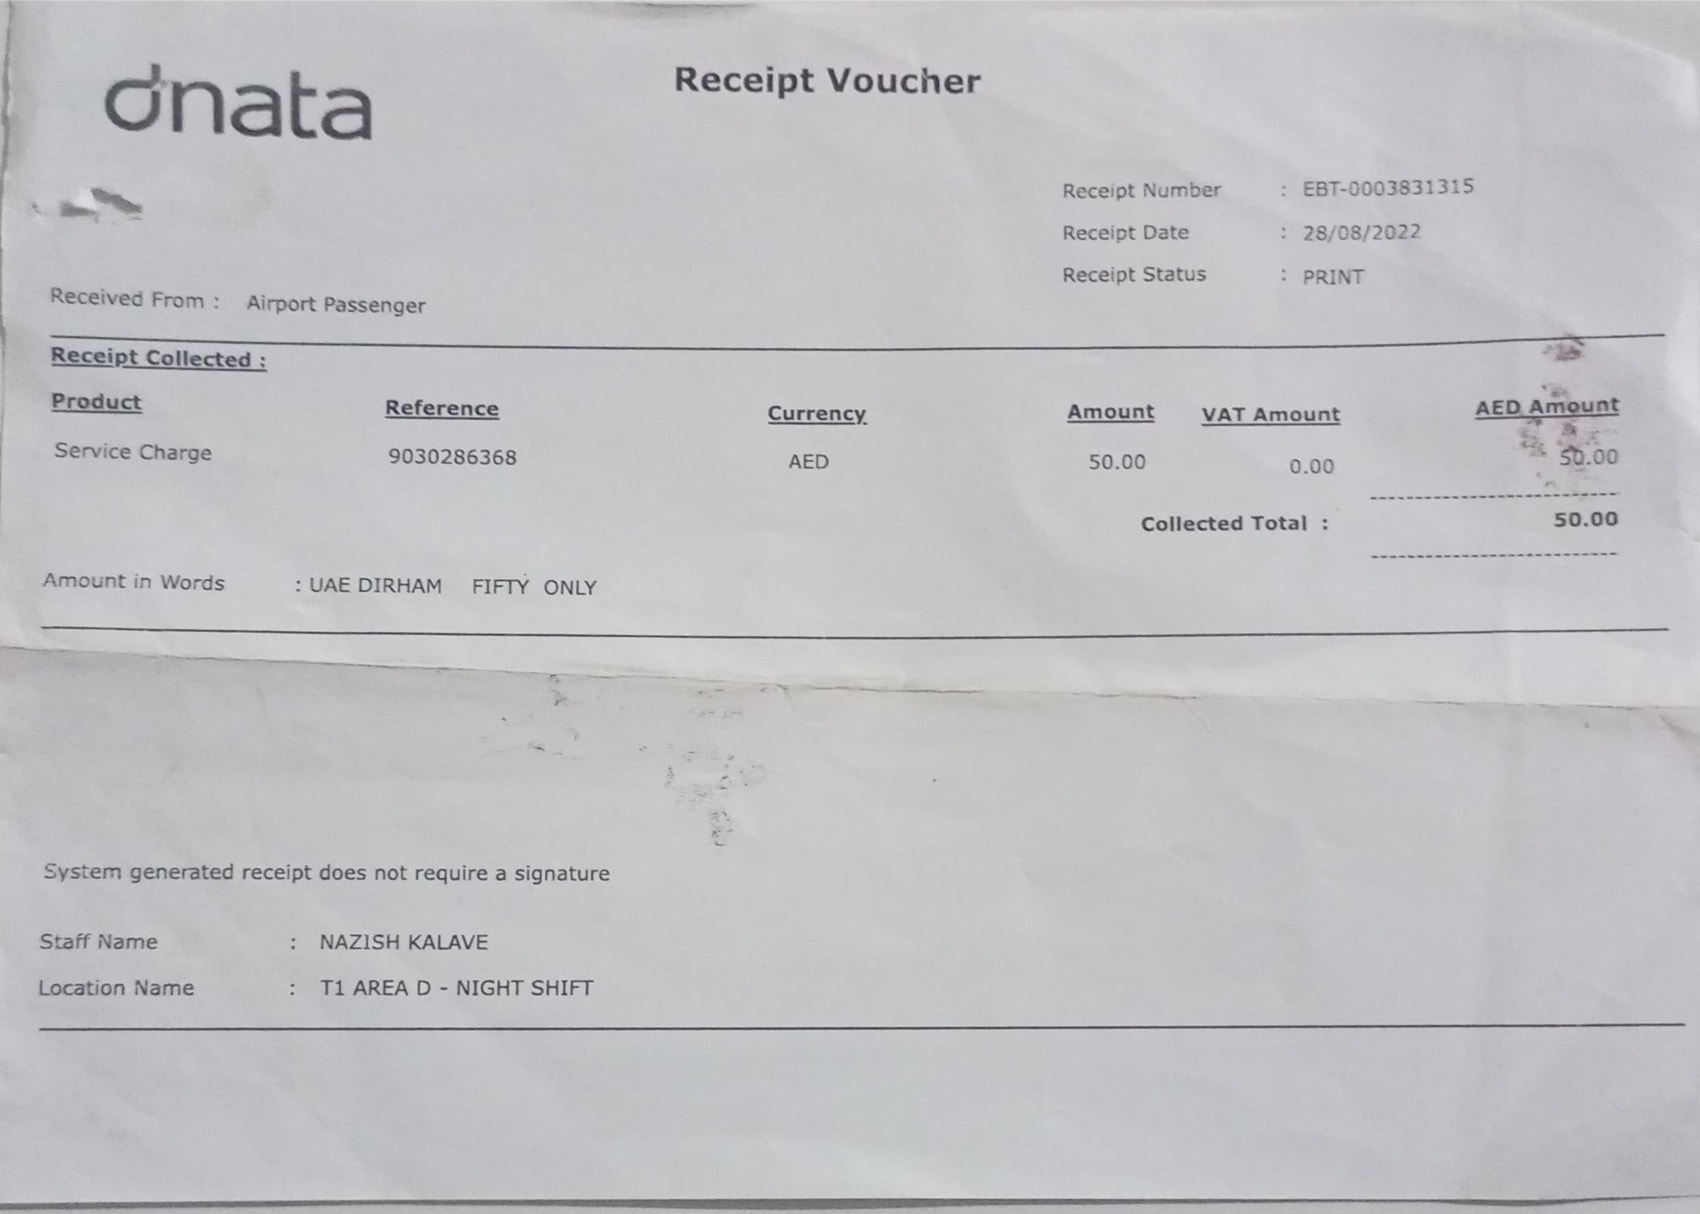 dnata
Receipt Voucher
Receipt Number : EBT-0003831315
Receipt Date : 28/08/2022
Receipt Status : PRINT
Received From : Airport Passenger
Receipt Collected :
Product Reference Currency Amount VAT Amount AED Amount
Service Charge 9030286368 AED 50.00 0.00 50.00
Collected Total : 50.00
Amount in Words : UAE DIRHAM FIFTY ONLY
System generated receipt does not require a signature
Staff Name : NAZISH KALAVE
Location Name : T1 AREA D - NIGHT SHIFT